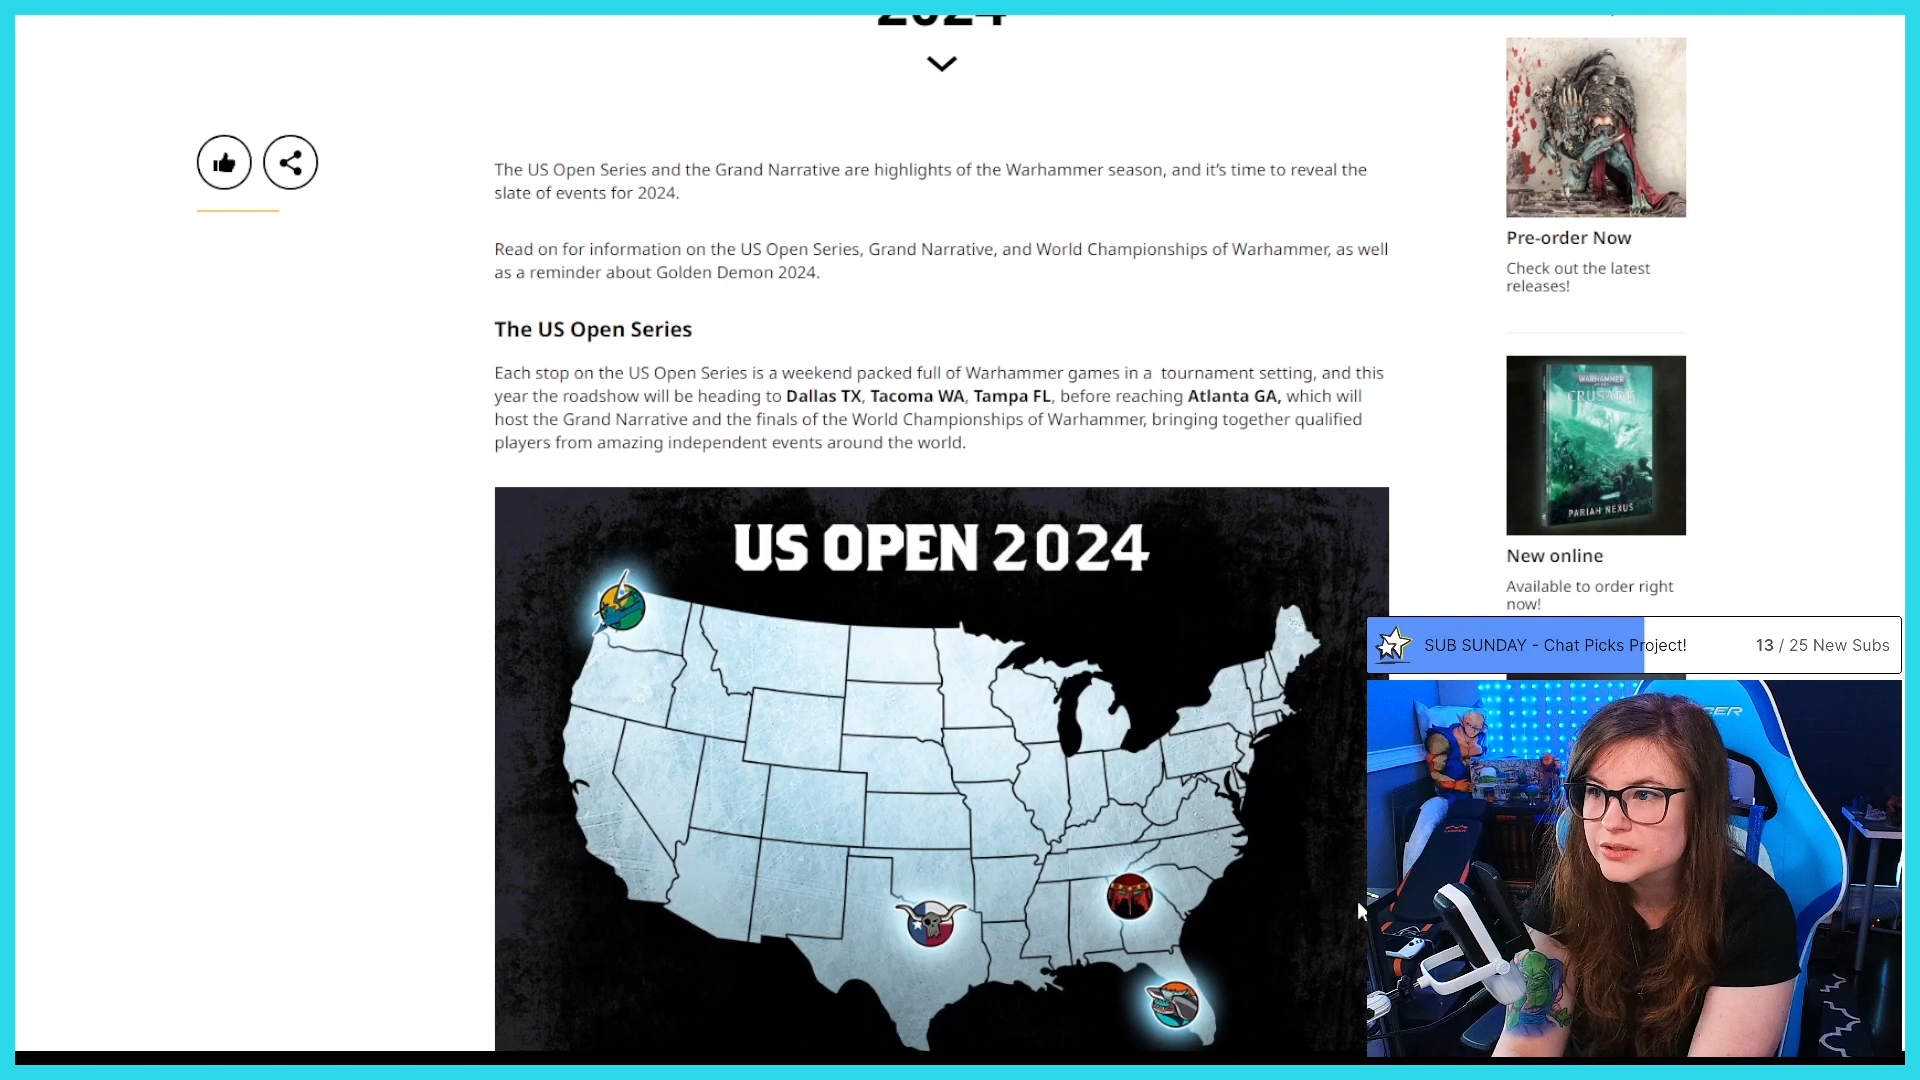 2024
The US Open Series and the Grand Narrative are highlights of the Warhammer season, and it’s time to reveal the
slate of events for 2024.
Read on for information on the US Open Series, Grand Narrative, and World Championships of Warhammer, as well
as a reminder about Golden Demon 2024.
The US Open Series
Each stop on the US Open Series is a weekend packed full of Warhammer games in a tournament setting, and this
year the roadshow will be heading to Dallas TX, Tacoma WA, Tampa FL, before reaching Atlanta GA, which will
host the Grand Narrative and the finals of the World Championships of Warhammer, bringing together qualified
players from amazing independent events around the world.
US OPEN 2024
Pre-order Now
Check out the latest
releases!
WARHAMMER
CRUSADE
PARIAH NEXUS
New online
Available to order right
now!
SUB SUNDAY - Chat Picks Project!
13 / 25 New Subs